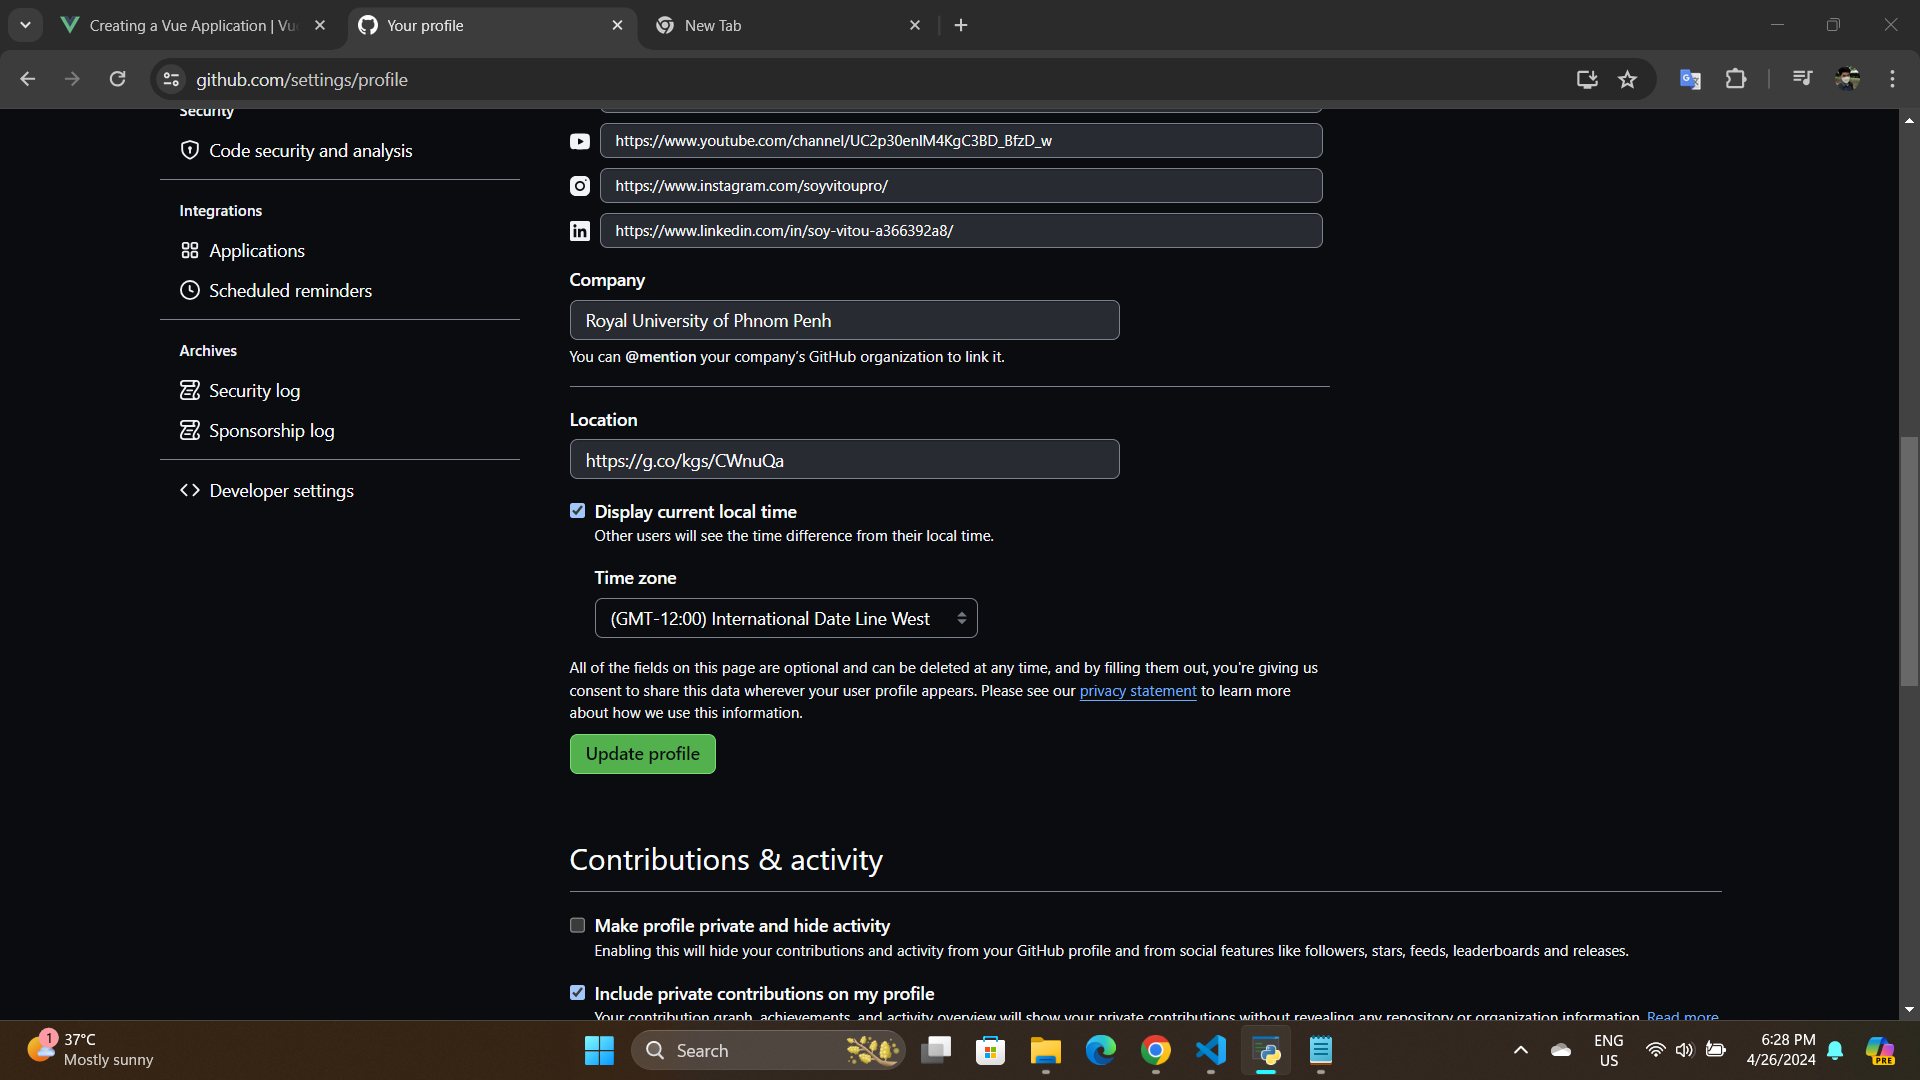 Creating a Vue Application | Vu
Your profile
New Tab
github.com/settings/profile
Security
Code security and analysis
Integrations
Applications
Scheduled reminders
Archives
Security log
Sponsorship log
Developer settings
https://www.youtube.com/channel/UC2p30enlM4KgC3BD_BfzD_w
https://www.instagram.com/soyvitoupro/
https://www.linkedin.com/in/soy-vitou-a366392a8/
Company
Royal University of Phnom Penh
You can @mention your company's GitHub organization to link it.
Location
https://g.co/kgs/CWnuQa
Display current local time
Other users will see the time difference from their local time.
Time zone
(GMT-12:00) International Date Line West
All of the fields on this page are optional and can be deleted at any time, and by filling them out, you're giving us
consent to share this data wherever your user profile appears. Please see our privacy statement to learn more
about how we use this information.
Update profile
Contributions & activity
Make profile private and hide activity
Enabling this will hide your contributions and activity from your GitHub profile and from social features like followers, stars, feeds, leaderboards and releases.
Include private contributions on my profile
Your contribution graph, achievements, and activity overview will show your private contributions without revealing any repository or organization information. Read more.
1
37°C
Mostly sunny
Search
ENG
US
6:28 PM
4/26/2024
PRE